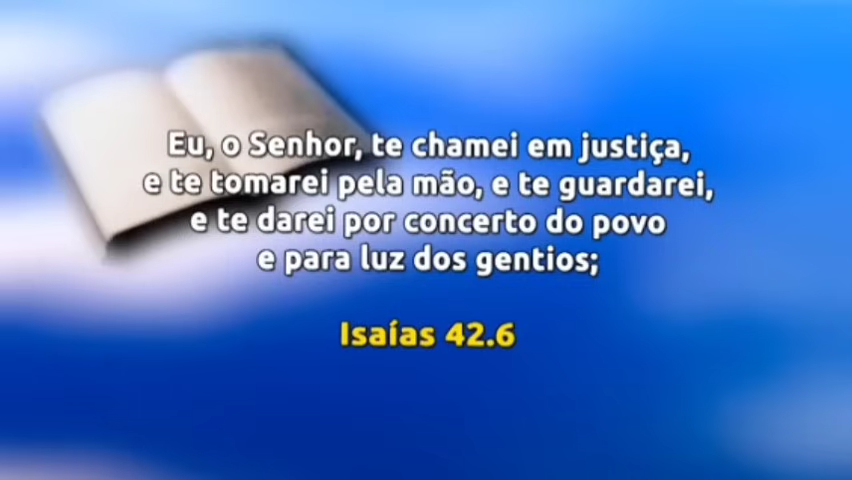 Eu, o Senhor, te chamei em justiça,
e te tomarei pela mão, e te guardarei,
e te darei por concerto do povo
e para luz dos gentios;
Isaías 42.6